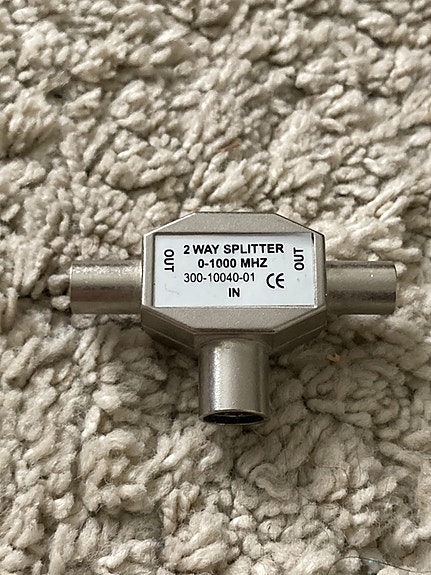 OUT
2 WAY SPLITTER
0-1000 MHZ
300-10040-01 CE
IN
OUT